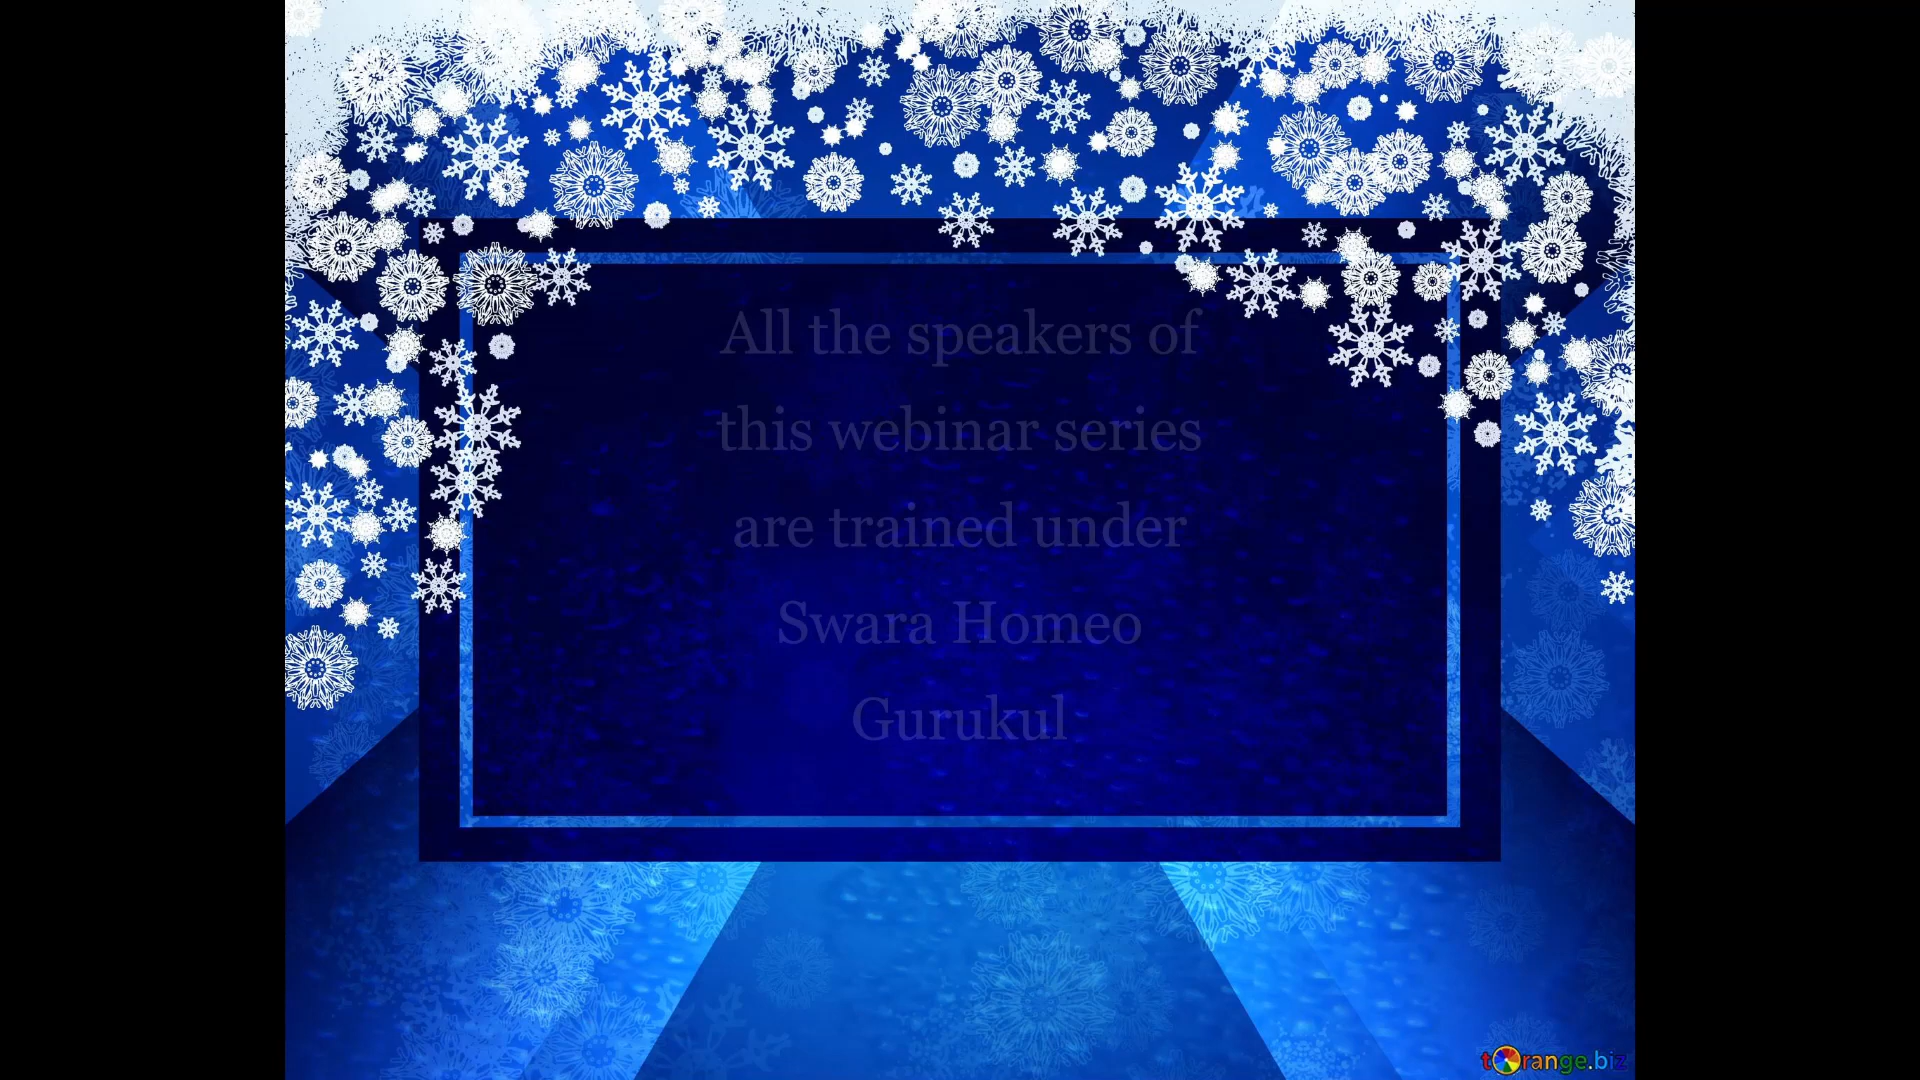 All the speakers of
this webinar series
are trained under
Swara Homeo
Gurukul
tOrange.biz